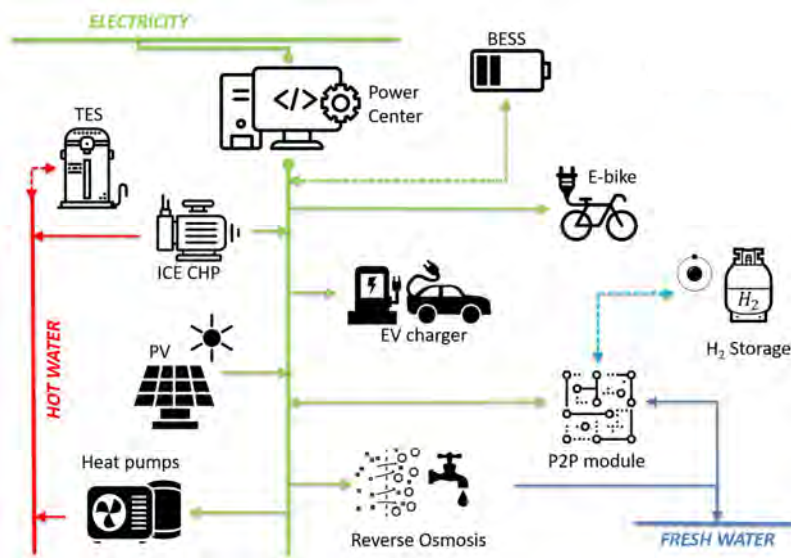 ELECTRICITY
BESS
</>
Power
Center
TES
E-bike
ICE CHP
H₂
EV charger
H₂ Storage
PV
HOT WATER
P2P module
Heat pumps
Reverse Osmosis
FRESH WATER